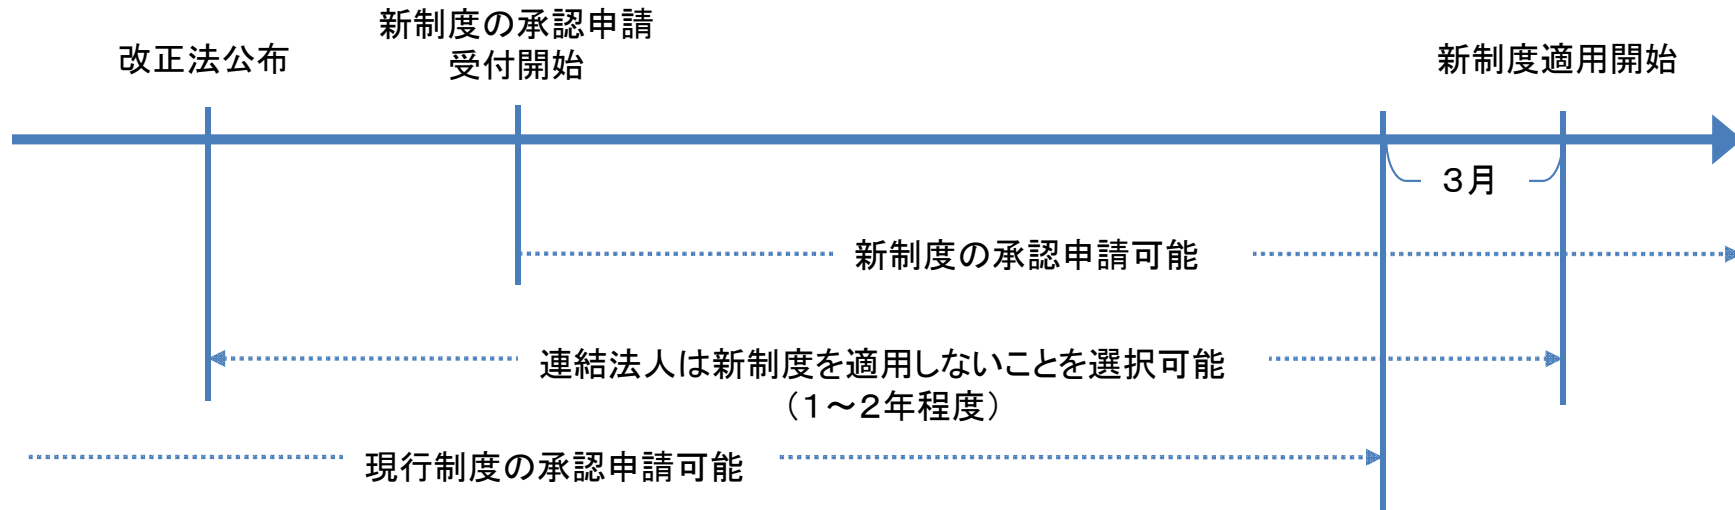 新制度の承認申請
受付開始
改正法公布
新制度適用開始
３月
新制度の承認申請可能
連結法人は新制度を適用しないことを選択可能
（１～２年程度）
現行制度の承認申請可能